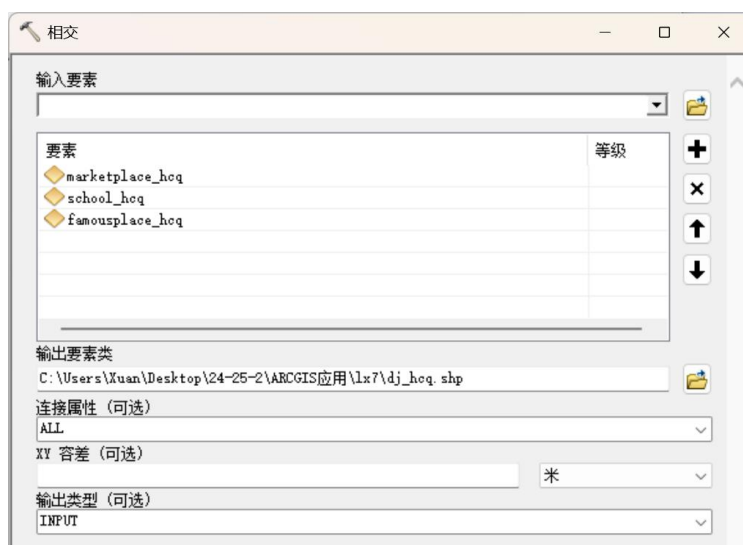 相交
输入要素
要素 等级
marketplace_hcq
school_hcq
famousplace_hcq
输出要素类
C:\Users\Xuan\Desktop\24-25-2\ARCGIS应用\lx7\dj_hcq.shp
连接属性 (可选)
ALL
XY 容差 (可选)
米
输出类型 (可选)
INPUT